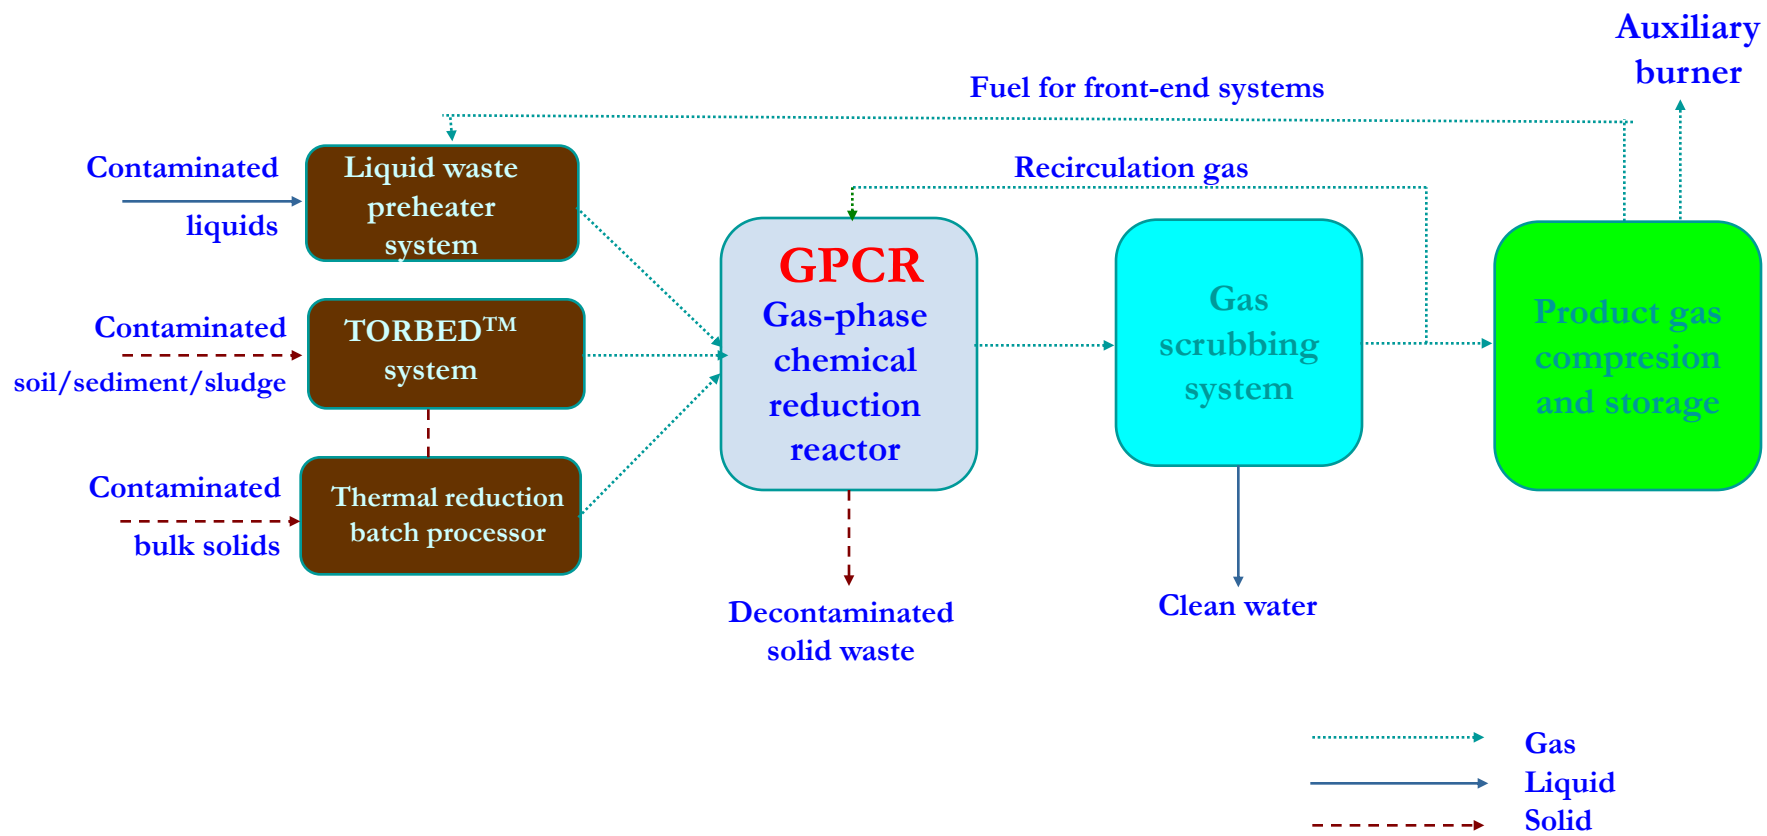 Auxiliary
burner
Fuel for front-end systems
Recirculation gas
Contaminated
liquids
Liquid waste
preheater
system
Contaminated
soil/sediment/sludge
TORBED™
system
Contaminated
bulk solids
Thermal reduction
batch processor
GPCR
Gas-phase
chemical
reduction
reactor
Gas
scrubbing
system
Product gas
compresion
and storage
Decontaminated
solid waste
Clean water
Gas
Liquid
Solid